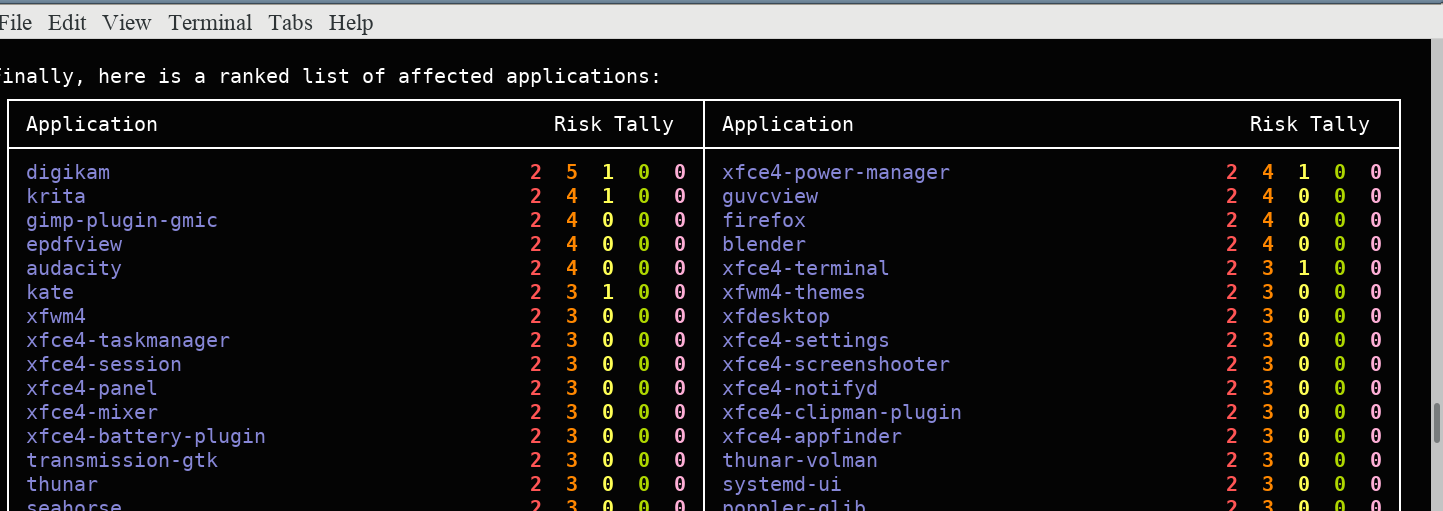 File Edit View Terminal Tabs Help
Finally, here is a ranked list of affected applications:
Application Risk Tally Application Risk Tally
digikam 2 5 1 0 0 xfce4-power-manager 2 4 1 0 0
krita 2 4 1 0 0 guvcview 2 4 0 0 0
gimp-plugin-gmic 2 4 0 0 0 firefox 2 4 0 0 0
epdfview 2 4 0 0 0 blender 2 4 0 0 0
audacity 2 4 0 0 0 xfce4-terminal 2 3 1 0 0
kate 2 3 1 0 0 xfwm4-themes 2 3 0 0 0
xfwm4 2 3 0 0 0 xfdesktop 2 3 0 0 0
xfce4-taskmanager 2 3 0 0 0 xfce4-settings 2 3 0 0 0
xfce4-session 2 3 0 0 0 xfce4-screenshooter 2 3 0 0 0
xfce4-panel 2 3 0 0 0 xfce4-notifyd 2 3 0 0 0
xfce4-mixer 2 3 0 0 0 xfce4-clipman-plugin 2 3 0 0 0
xfce4-battery-plugin 2 3 0 0 0 xfce4-appfinder 2 3 0 0 0
transmission-gtk 2 3 0 0 0 thunar-volman 2 3 0 0 0
thunar 2 3 0 0 0 systemd-ui 2 3 0 0 0
seahorse 2 3 0 0 0 poppler-glib 2 3 0 0 0